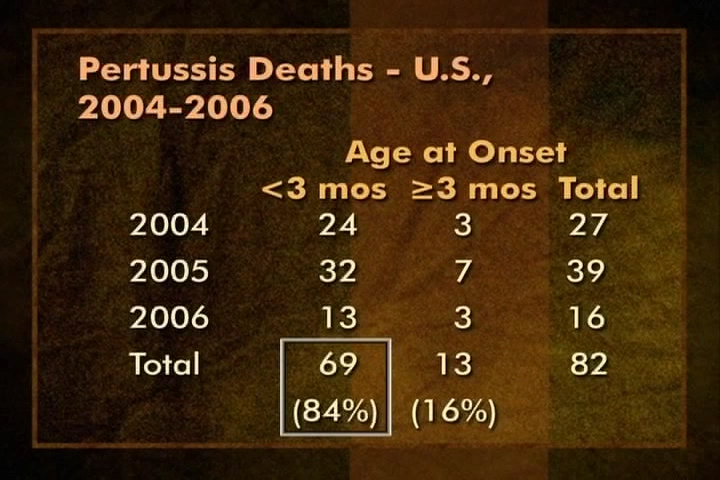 Pertussis Deaths - U.S.,
2004-2006
Age at Onset
<3 mos ≥3 mos Total
2004 24 3 27
2005 32 7 39
2006 13 3 16
Total 69 13 82
(84%) (16%)